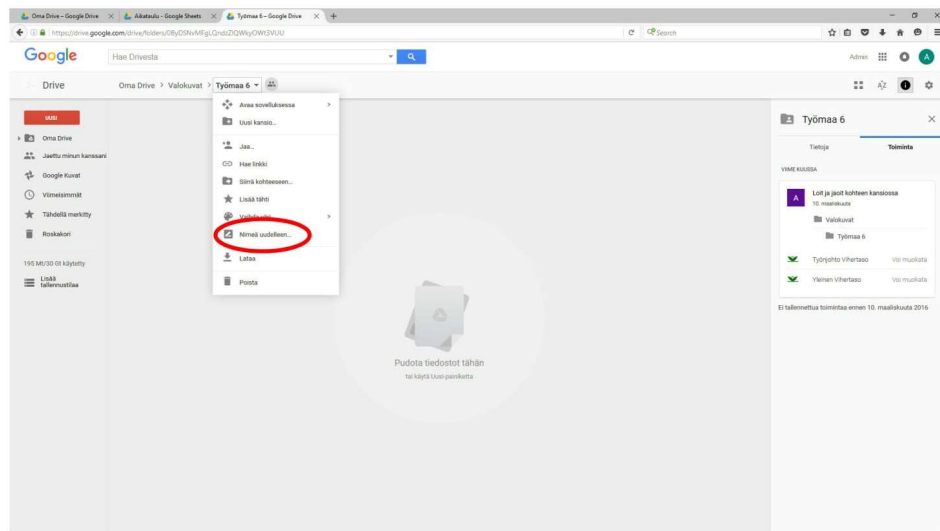 Oma Drive – Google Drive
Aikataulu - Google Sheets
Työmaa 6 – Google Drive
https://drive.google.com/drive/folders/
Search
Google
Hae Drivesta
Admin
A
Drive
Oma Drive > Valokuvat > Työmaa 6
UUSI
Oma Drive
Jaettu minun kanssani
Google Kuvat
Viimeisimmät
Tähdellä merkitty
Roskakori
195 Mt/30 Gt käytetty
Lisää
tallennustilaa
Avaa sovelluksessa
Uusi kansio...
Jaa...
Hae linkki
Siirrä kohteeseen...
Lisää tähti
Vaihda väri
Nimeä uudelleen...
Lataa
Poista
Pudota tiedostot tähän
tai käytä Uusi-painiketta
Työmaa 6
Tietoja
Toiminta
VIIME KUUSSA
A
Loit ja jaoit kohteen kansiossa
10. maaliskuuta
Valokuvat
Työmaa 6
Työnjohto Vihertaso Voi muokata
Yleinen Vihertaso Voi muokata
Ei tallennettua toimintaa ennen 10. maaliskuuta 2016